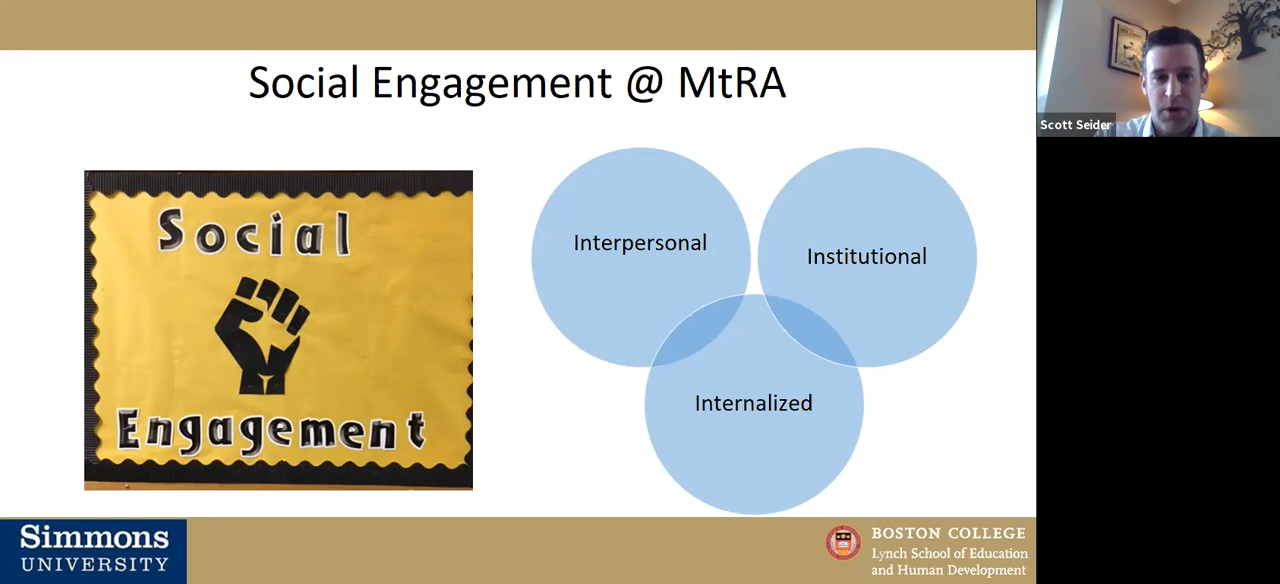 Social Engagement @ MtRA
Social
Engagement
Interpersonal
Institutional
Internalized
Simmons
UNIVERSITY
BOSTON COLLEGE
Lynch School of Education
and Human Development
Scott Seider